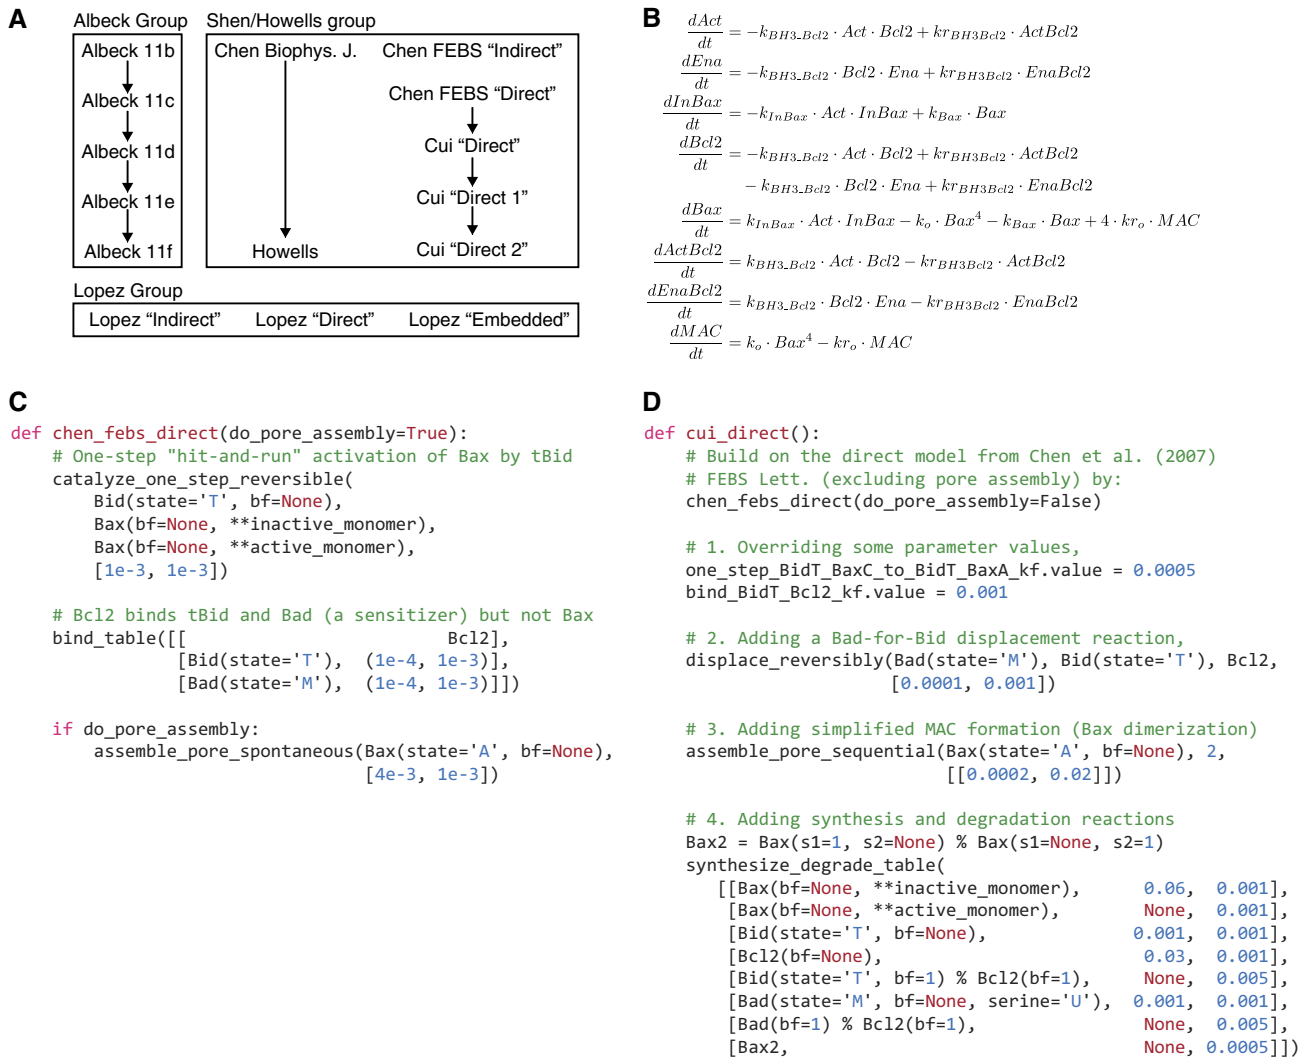 A
Albeck Group
Albeck 11b
Albeck 11c
Albeck 11d
Albeck 11e
Albeck 11f
Shen/Howells group
Chen Biophys. J.
Howells
Chen FEBS “Indirect”
Chen FEBS “Direct”
Cui “Direct”
Cui “Direct 1”
Cui “Direct 2”
Lopez Group
Lopez “Indirect” Lopez “Direct” Lopez “Embedded”
B
dAct/dt = −k_{BH3_Bcl2} · Act · Bcl2 + kr_{BH3Bcl2} · ActBcl2
dEna/dt = −k_{BH3_Bcl2} · Bcl2 · Ena + kr_{BH3Bcl2} · EnaBcl2
dInBax/dt = −k_{InBax} · Act · InBax + k_{Bax} · Bax
dBcl2/dt = −k_{BH3_Bcl2} · Act · Bcl2 + kr_{BH3Bcl2} · ActBcl2
− k_{BH3_Bcl2} · Bcl2 · Ena + kr_{BH3Bcl2} · EnaBcl2
dBax/dt = k_{InBax} · Act · InBax − k_o · Bax^4 − k_{Bax} · Bax + 4 · kr_o · MAC
dActBcl2/dt = k_{BH3_Bcl2} · Act · Bcl2 − kr_{BH3Bcl2} · ActBcl2
dEnaBcl2/dt = k_{BH3_Bcl2} · Bcl2 · Ena − kr_{BH3Bcl2} · EnaBcl2
dMAC/dt = k_o · Bax^4 − kr_o · MAC
C
def chen_febs_direct(do_pore_assembly=True):
    # One-step "hit-and-run" activation of Bax by tBid
    catalyze_one_step_reversible(
        Bid(state='T', bf=None),
        Bax(bf=None, **inactive_monomer),
        Bax(bf=None, **active_monomer),
        [1e-3, 1e-3])
    # Bcl2 binds tBid and Bad (a sensitizer) but not Bax
    bind_table([[                         Bcl2],
                [Bid(state='T'),  (1e-4, 1e-3)],
                [Bad(state='M'),  (1e-4, 1e-3)]])
    if do_pore_assembly:
        assemble_pore_spontaneous(Bax(state='A', bf=None),
                                  [4e-3, 1e-3])
D
def cui_direct():
    # Build on the direct model from Chen et al. (2007)
    # FEBS Lett. (excluding pore assembly) by:
    chen_febs_direct(do_pore_assembly=False)
    # 1. Overriding some parameter values,
    one_step_BidT_BaxC_to_BidT_BaxA_kf.value = 0.0005
    bind_BidT_Bcl2_kf.value = 0.001
    # 2. Adding a Bad-for-Bid displacement reaction,
    displace_reversibly(Bad(state='M'), Bid(state='T'), Bcl2,
                        [0.0001, 0.001])
    # 3. Adding simplified MAC formation (Bax dimerization)
    assemble_pore_sequential(Bax(state='A', bf=None), 2,
                             [[0.0002, 0.02]])
    # 4. Adding synthesis and degradation reactions
    Bax2 = Bax(s1=1, s2=None) % Bax(s1=None, s2=1)
    synthesize_degrade_table(
       [[Bax(bf=None, **inactive_monomer),      0.06,  0.001],
        [Bax(bf=None, **active_monomer),        None,  0.001],
        [Bid(state='T', bf=None),              0.001,  0.001],
        [Bcl2(bf=None),                         0.03,  0.001],
        [Bid(state='T', bf=1) % Bcl2(bf=1),     None,  0.005],
        [Bad(state='M', bf=None, serine='U'),  0.001,  0.001],
        [Bad(bf=1) % Bcl2(bf=1),                None,  0.005],
        [Bax2,                                  None, 0.0005]])